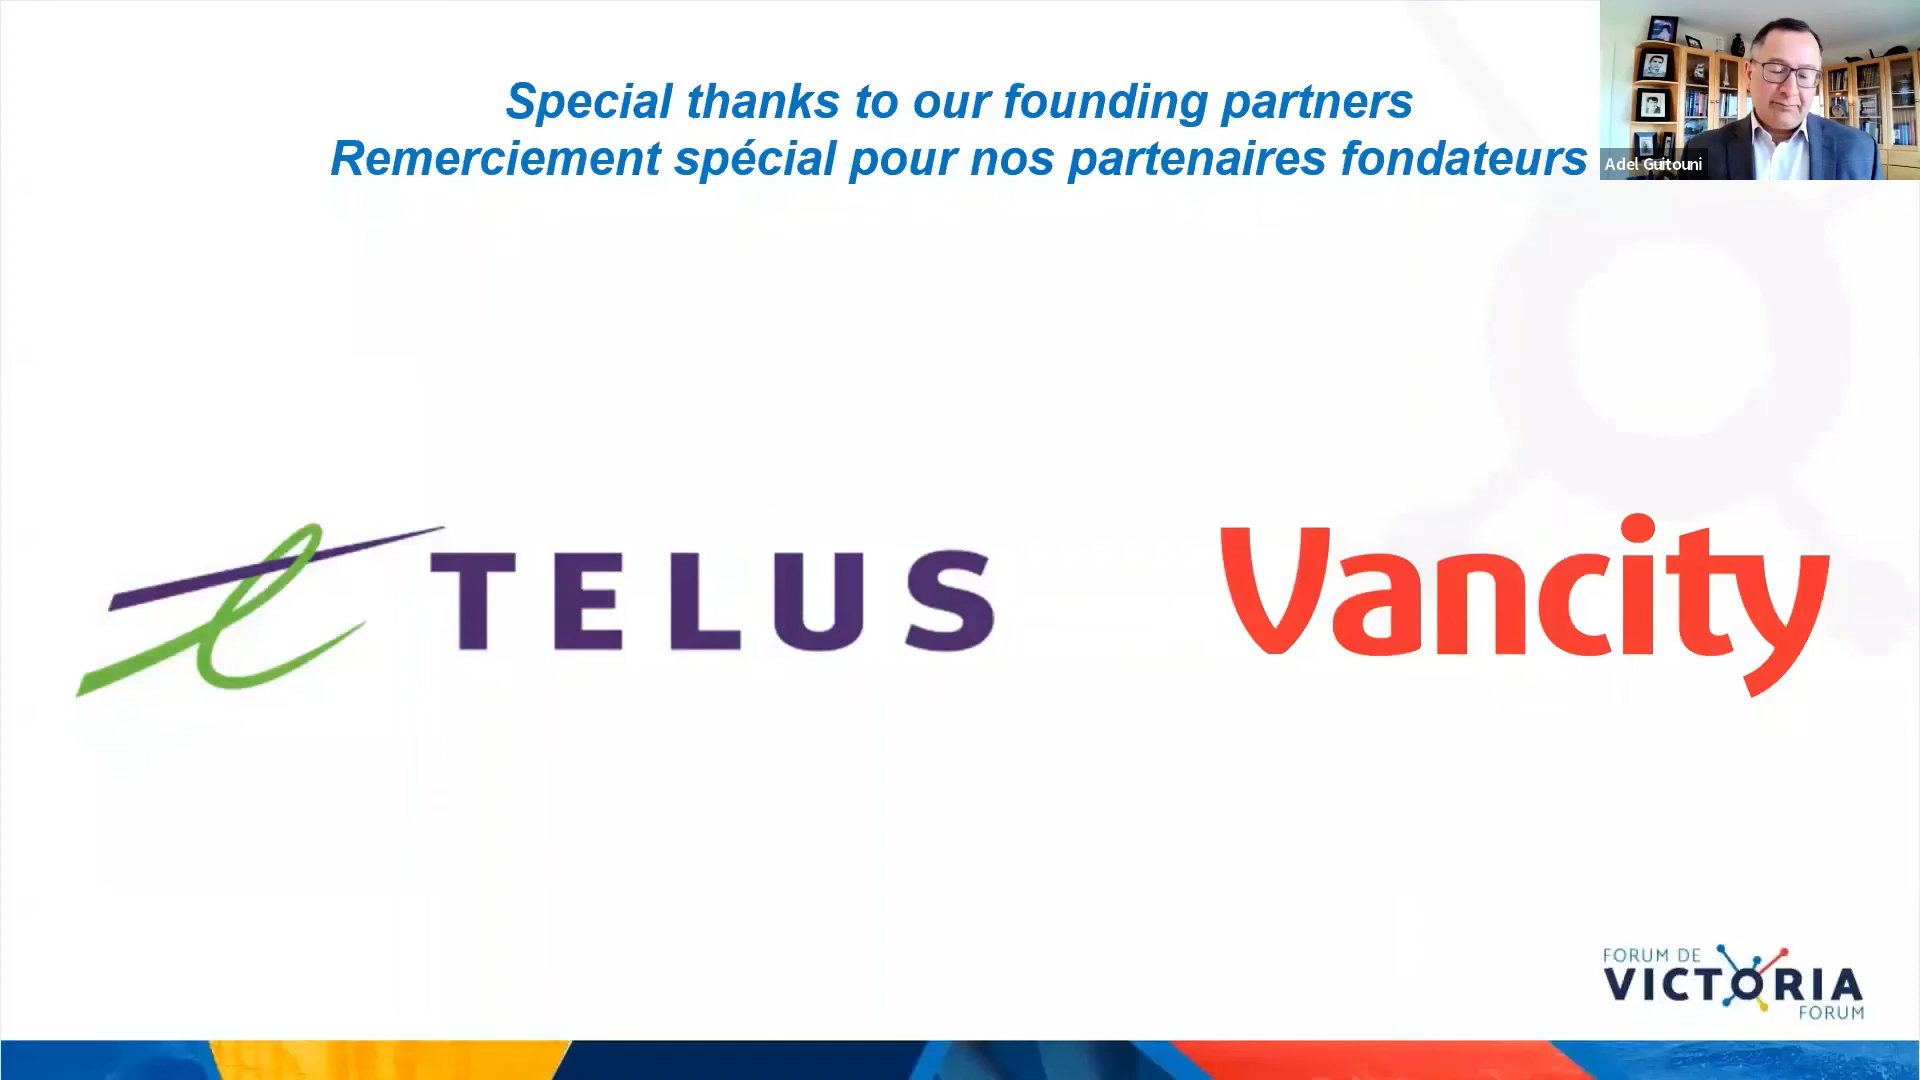 Special thanks to our founding partners
Remerciement spécial pour nos partenaires fondateurs
Adel Guitouni
TELUS
Vancity
FORUM DE
VICTORIA
FORUM